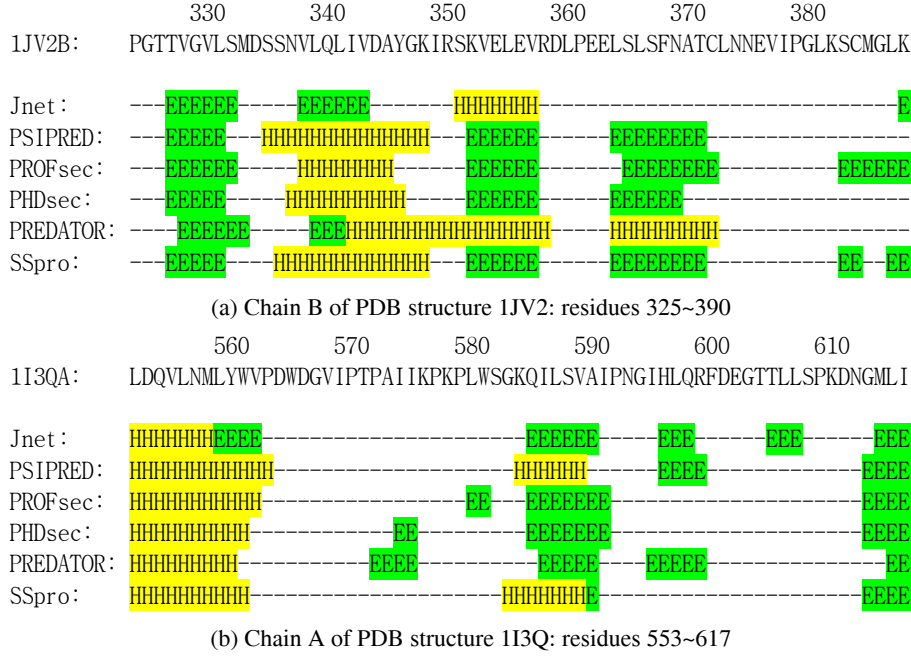 330 340 350 360 370 380
1JV2B: PGTTVGVLSMDSSNVLQLIVDAYGKIRSKVELEVRDLPEELSLSFNATCLNNEVIPGLKSCMGLK
Jnet: ---EEEEEE-----EEEEEE-------HHHHHHH------------------------------E
PSIPRED: ---EEEEE---HHHHHHHHHHHHHH---EEEEEE------EEEEEEEE-----------------
PROFsec: ---EEEEEE-----HHHHHHHH------EEEEEE-------EEEEEEEE----------EEEEEE
PHDsec: ---EEEEE-----HHHHHHHHHH-----EEEEEE------EEEEEE-------------------
PREDATOR: ----EEEEEE-----EEEHHHHHHHHHHHHHHHHH-----HHHHHHHHH----------------
SSpro: ---EEEEE----HHHHHHHHHHHHH---EEEEEE------EEEEEEEE-----------EE--EE
(a) Chain B of PDB structure 1JV2: residues 325~390
560 570 580 590 600 610
1I3QA: LDQVLNMLYWVPDWDGVIPTPAIIKPKPLWSGKQILSVAIPNGIHLQRFDEGTTLLSPKDNGMLI
Jnet: HHHHHHHEEEE----------------------EEEEEE-----EEE------EEE------EEE
PSIPRED: HHHHHHHHHHHH--------------------HHHHHH------EEEE-------------EEEE
PROFsec: HHHHHHHHHHH-----------------EE---EEEEEEE---------------------EEEE
PHDsec: HHHHHHHHHH------------EE---------EEEEEEE---------------------EEEE
PREDATOR: HHHHHHHHH-----------EEEE----------EEEEE----EEEEE---------------EE
SSpro: HHHHHHHHHH---------------------HHHHHHHE----------------------EEEE
(b) Chain A of PDB structure 1I3Q: residues 553~617